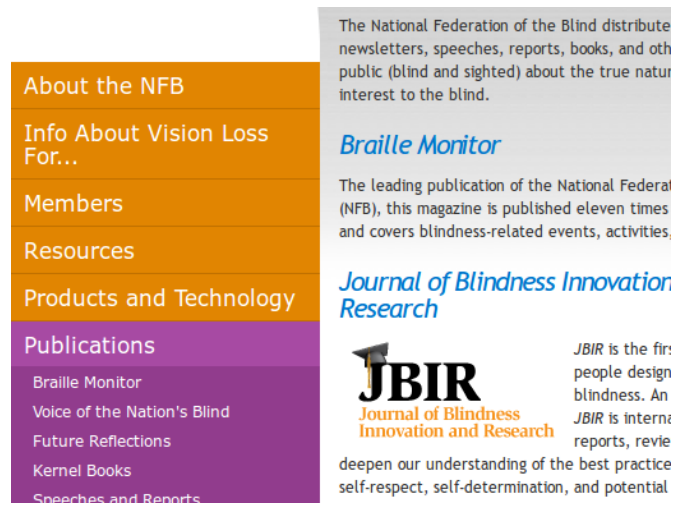 About the NFB
Info About Vision Loss
For...
Members
Resources
Products and Technology
Publications
Braille Monitor
Voice of the Nation's Blind
Future Reflections
Kernel Books
Speeches and Reports
The National Federation of the Blind distribute
newsletters, speeches, reports, books, and oth
public (blind and sighted) about the true natur
interest to the blind.
Braille Monitor
The leading publication of the National Federat
(NFB), this magazine is published eleven times
and covers blindness-related events, activities,
Journal of Blindness Innovation
Research
JBIR
Journal of Blindness
Innovation and Research
JBIR is the firs
people design
blindness. An
JBIR is interna
reports, revie
deepen our understanding of the best practice
self-respect, self-determination, and potential